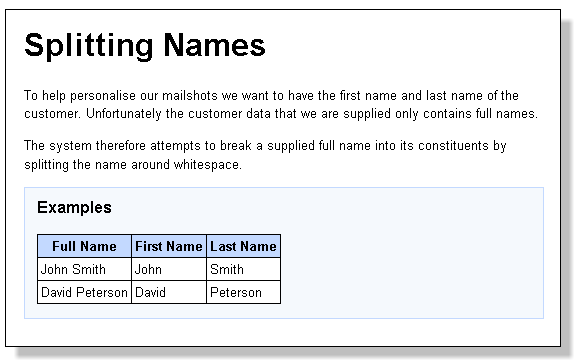 Splitting Names
To help personalise our mailshots we want to have the first name and last name of the
customer. Unfortunately the customer data that we are supplied only contains full names.
The system therefore attempts to break a supplied full name into its constituents by
splitting the name around whitespace.
Examples
Full Name First Name Last Name
John Smith John Smith
David Peterson David Peterson